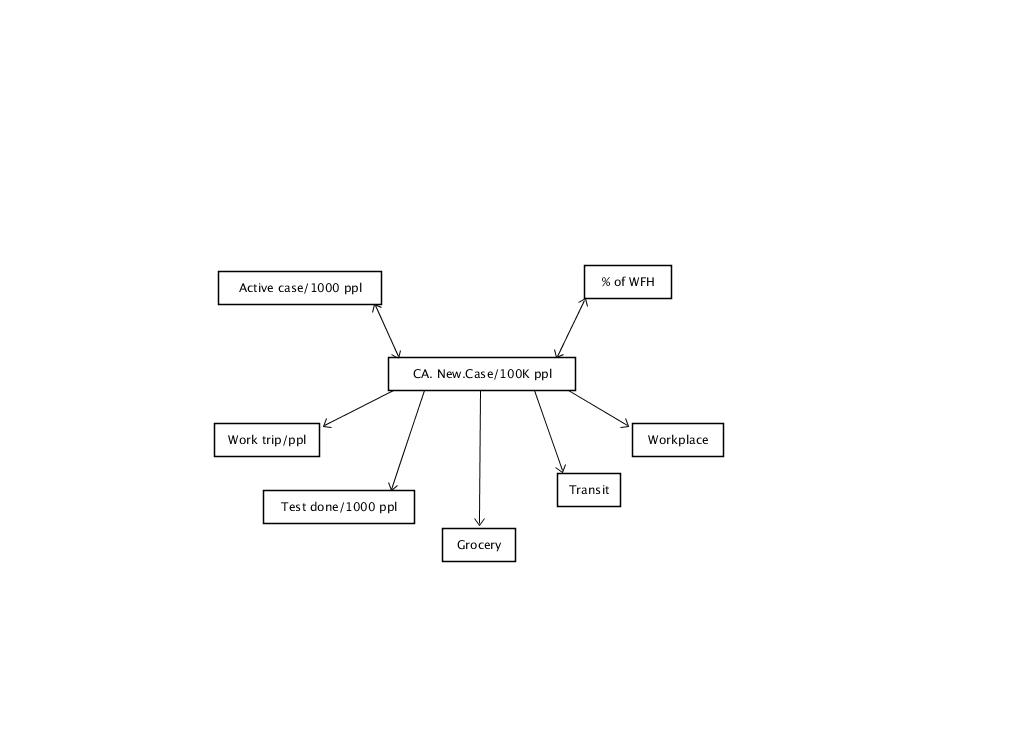 % of WFH
Active case/1000 ppl
CA. New.Case/100K ppl
Work trip/ppl
Workplace
Transit
Test done/1000 ppl
Grocery